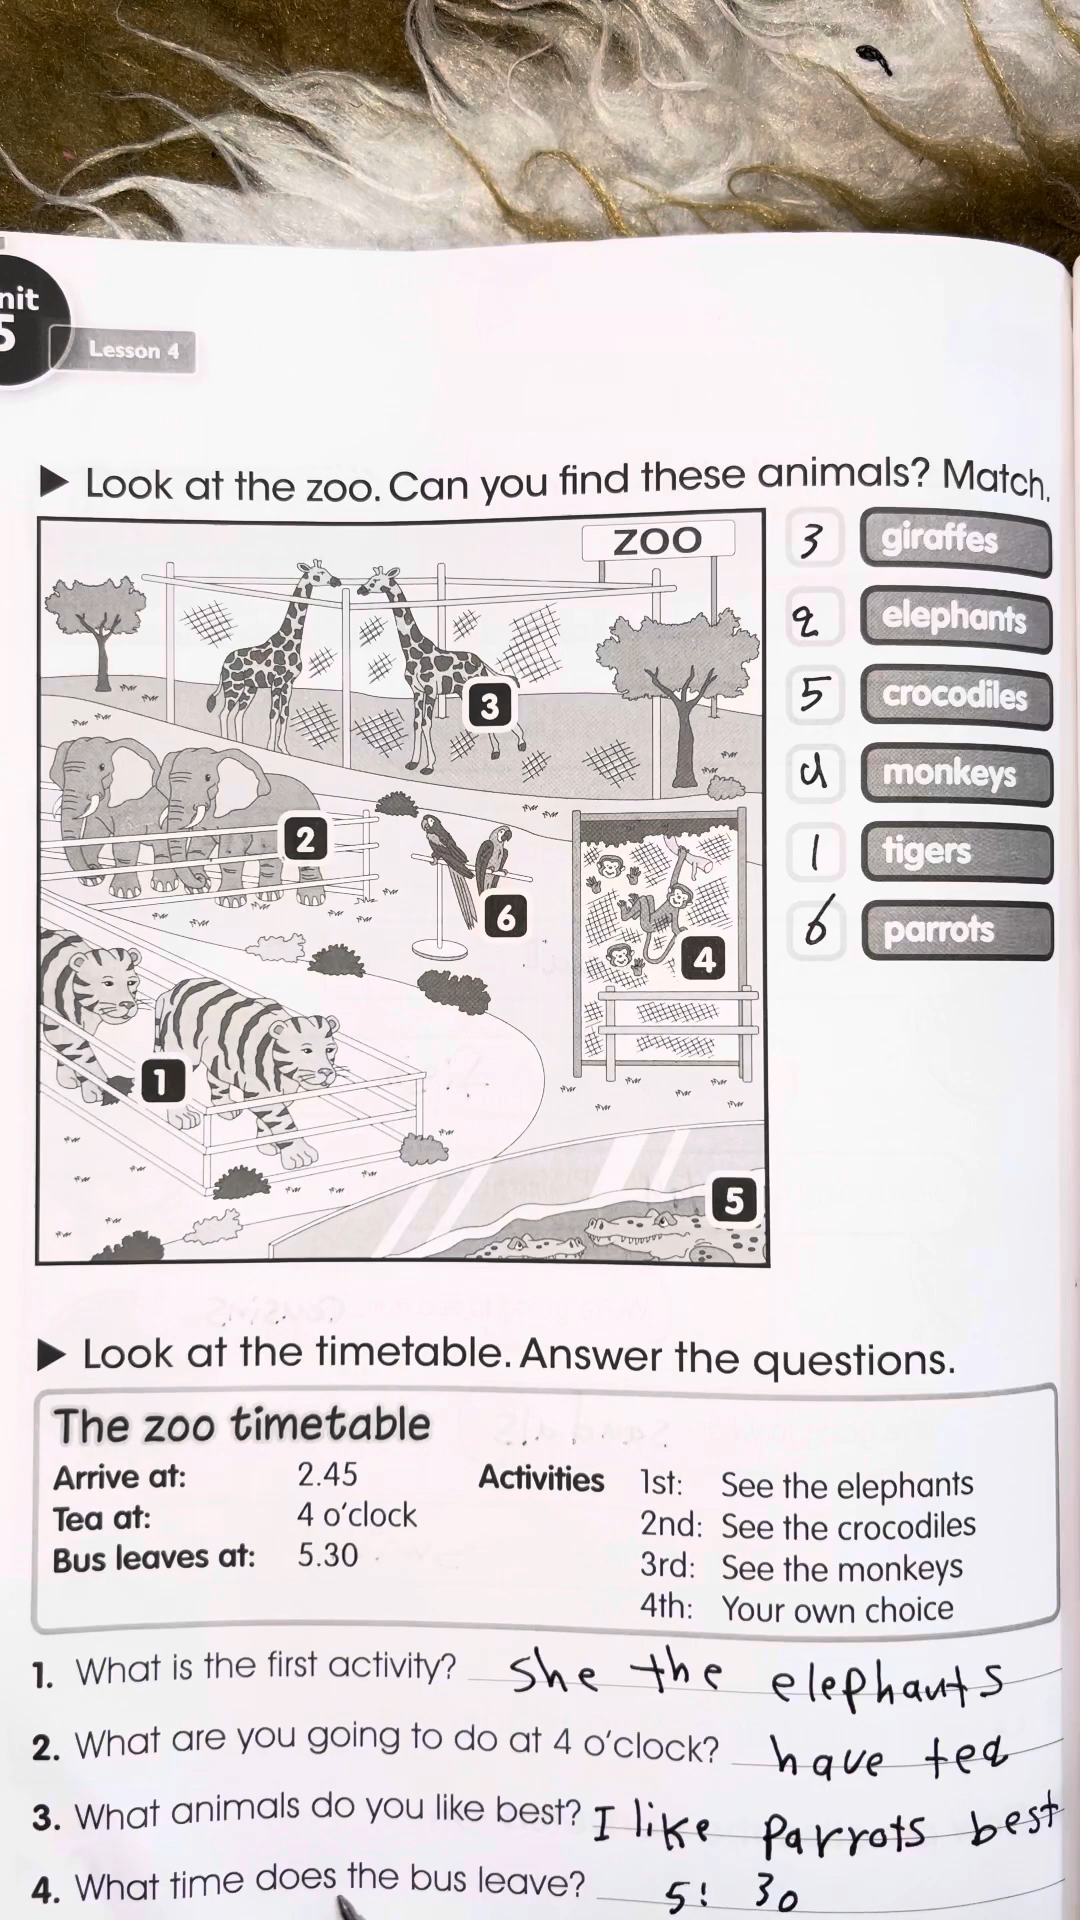 nit
5
Lesson 4
Look at the zoo. Can you find these animals? Match.
ZOO
3 giraffes
2 elephants
5 crocodiles
4 monkeys
1 tigers
6 parrots
3
2
6
4
1
5
Look at the timetable. Answer the questions.
The zoo timetable
Arrive at: 2.45 Activities 1st: See the elephants
Tea at: 4 o'clock 2nd: See the crocodiles
Bus leaves at: 5.30 3rd: See the monkeys
4th: Your own choice
1. What is the first activity? She the elephants
2. What are you going to do at 4 o'clock? have tea
3. What animals do you like best? I like parrots best
4. What time does the bus leave? 5: 30